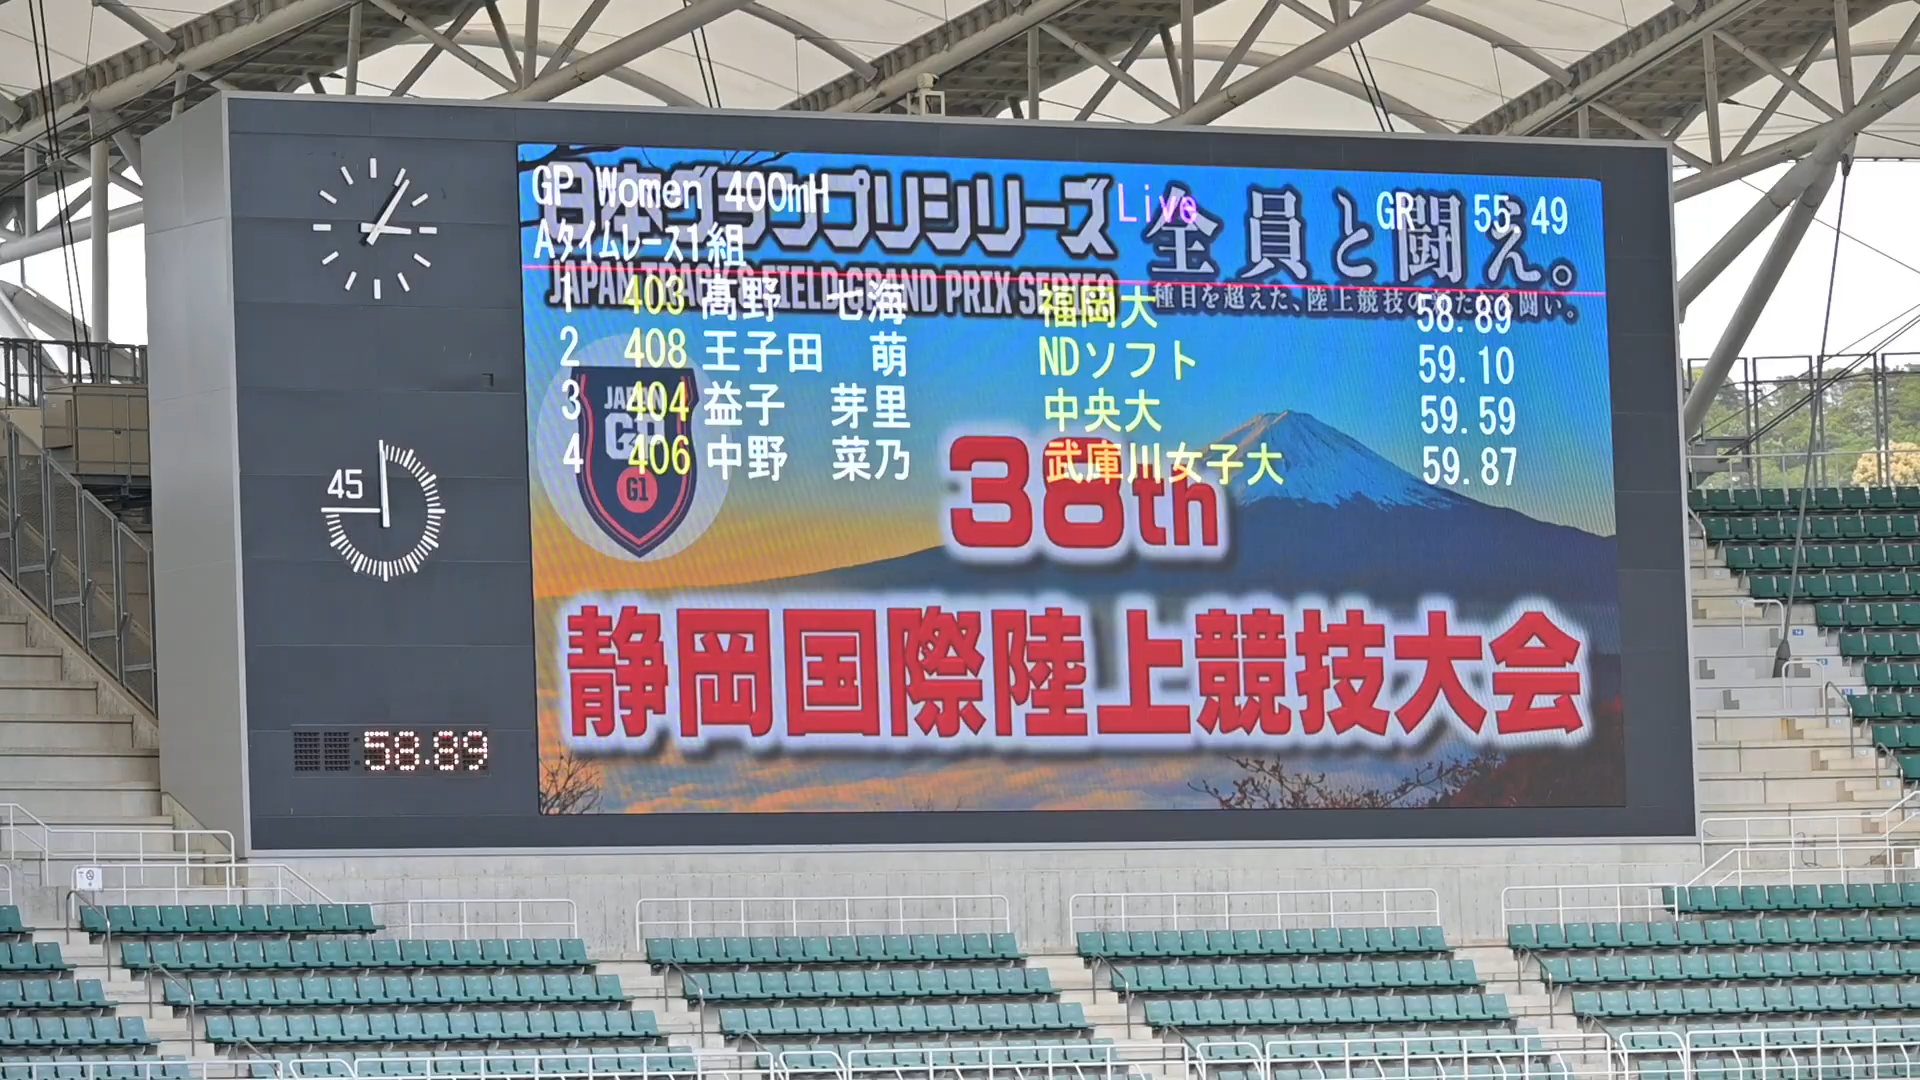 GP Women 400mH Live GR 55.49
Aタイムレース1組
日本グランプリシリーズ
JAPAN TRACK & FIELD GRAND PRIX SERIES
全員と闘え。
種目を超えた、陸上競技の新たな闘い。
1 403 髙野 七海 福岡大 58.89
2 408 王子田 萌 NDソフト 59.10
3 404 益子 芽里 中央大 59.59
4 406 中野 菜乃 武庫川女子大 59.87
JAPAN
GP
G1
38th
静岡国際陸上競技大会
45
58.89